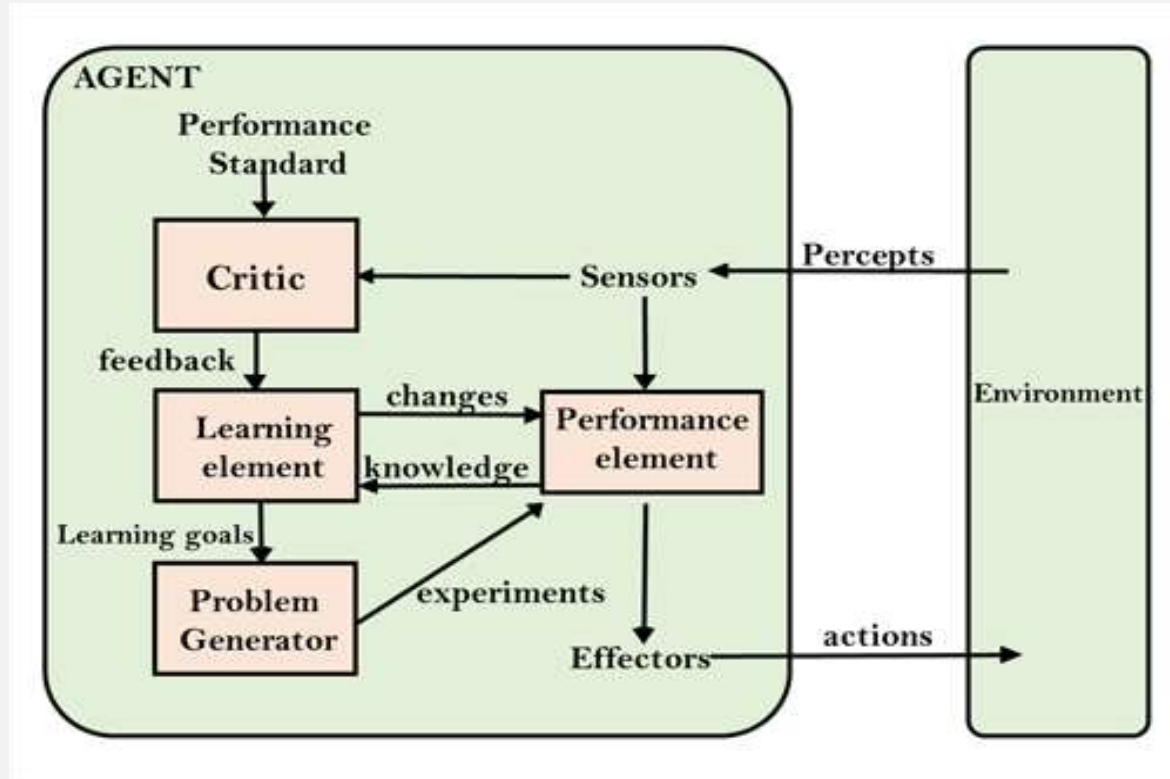 AGENT
Performance
Standard
Critic
Sensors
Percepts
feedback
changes
Environment
Learning
element
Performance
element
knowledge
Learning goals
Problem
Generator
experiments
Effectors
actions